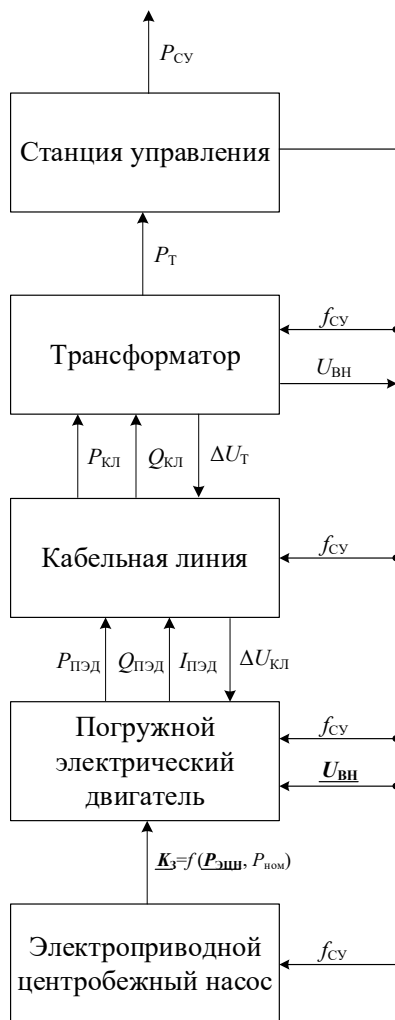 P_СУ
Станция управления
P_Т
f_СУ
Трансформатор
U_ВН
P_КЛ Q_КЛ ΔU_Т
Кабельная линия
f_СУ
P_ПЭД Q_ПЭД I_ПЭД ΔU_КЛ
Погружной
электрический
двигатель
f_СУ
U_ВН
K_З=f(P_ЭЦН, P_ном)
Электроприводной
центробежный насос
f_СУ